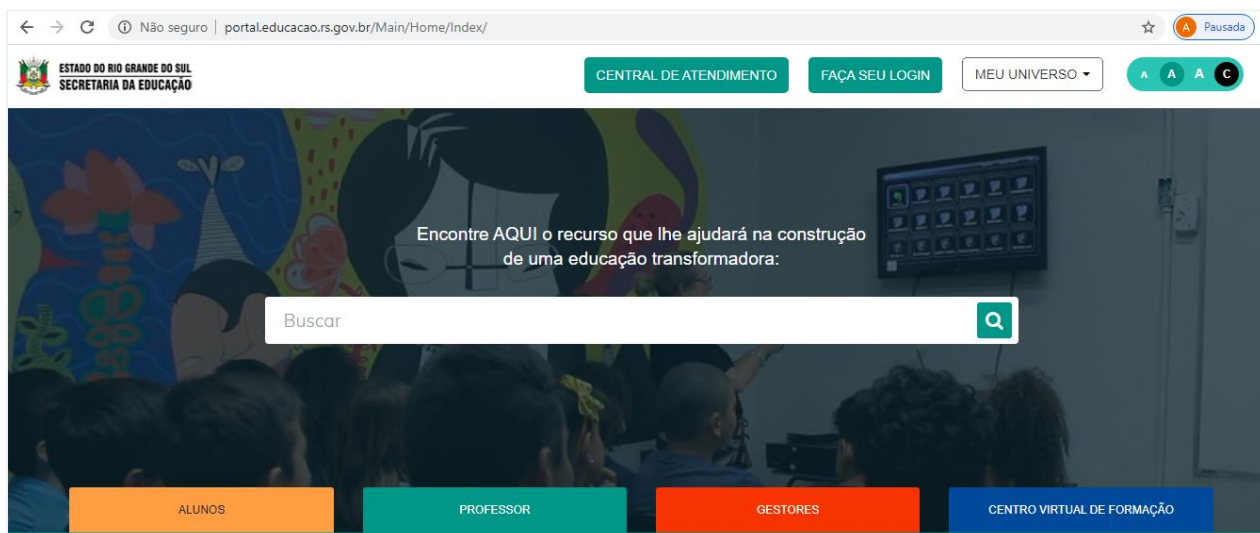 Não seguro | portal.educacao.rs.gov.br/Main/Home/Index/
A Pausada
ESTADO DO RIO GRANDE DO SUL
SECRETARIA DA EDUCAÇÃO
CENTRAL DE ATENDIMENTO
FAÇA SEU LOGIN
MEU UNIVERSO
A A A C
Encontre AQUI o recurso que lhe ajudará na construção
de uma educação transformadora:
Buscar
ALUNOS
PROFESSOR
GESTORES
CENTRO VIRTUAL DE FORMAÇÃO